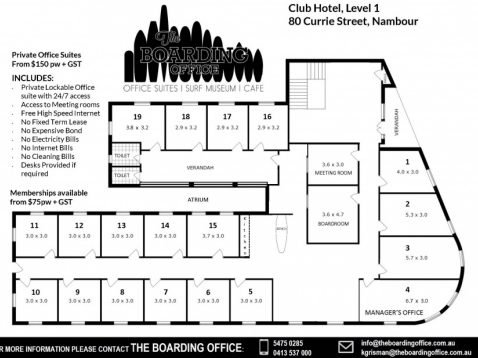 Club Hotel, Level 1
80 Currie Street, Nambour
The
BOARDING
OFFICE
OFFICE SUITES | SURF MUSEUM | CAFE
Private Office Suites
From $150 pw + GST
INCLUDES:
· Private Lockable Office
suite with 24/7 access
· Access to Meeting rooms
· Free High Speed Internet
· No Fixed Term Lease
· No Expensive Bond
· No Electricity Bills
· No Internet Bills
· No Cleaning Bills
· Desks Provided if
required
Memberships available
from $75pw + GST
19
3.8 x 3.2
18
2.9 x 3.2
17
2.9 x 3.2
16
2.9 x 3.2
TOILET
TOILET
VERANDAH
VERANDAH
ATRIUM
3.6 x 3.0
MEETING ROOM
3.6 x 4.7
BOARDROOM
1
4.0 x 3.0
2
5.3 x 3.0
3
5.7 x 3.0
4
6.7 x 3.0
MANAGER'S OFFICE
11
3.0 x 3.0
12
3.0 x 3.0
13
3.0 x 3.0
14
3.0 x 3.0
15
3.7 x 3.0
10
3.0 x 3.0
9
3.0 x 3.0
8
3.0 x 3.0
7
3.0 x 3.0
6
3.0 x 3.0
5
3.0 x 3.0
R MORE INFORMATION PLEASE CONTACT THE BOARDING OFFICE:
5475 0285
0413 537 000
info@theboardingoffice.com.au
kgrisman@theboardingoffice.com.au